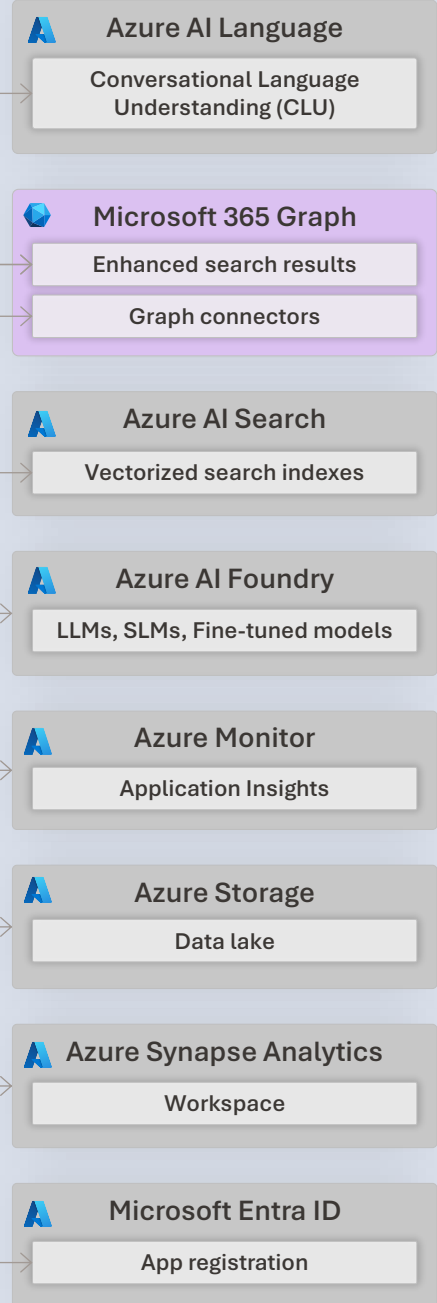 Azure AI Language
Conversational Language
Understanding (CLU)
Microsoft 365 Graph
Enhanced search results
Graph connectors
Azure AI Search
Vectorized search indexes
Azure AI Foundry
LLMs, SLMs, Fine-tuned models
Azure Monitor
Application Insights
Azure Storage
Data lake
Azure Synapse Analytics
Workspace
Microsoft Entra ID
App registration